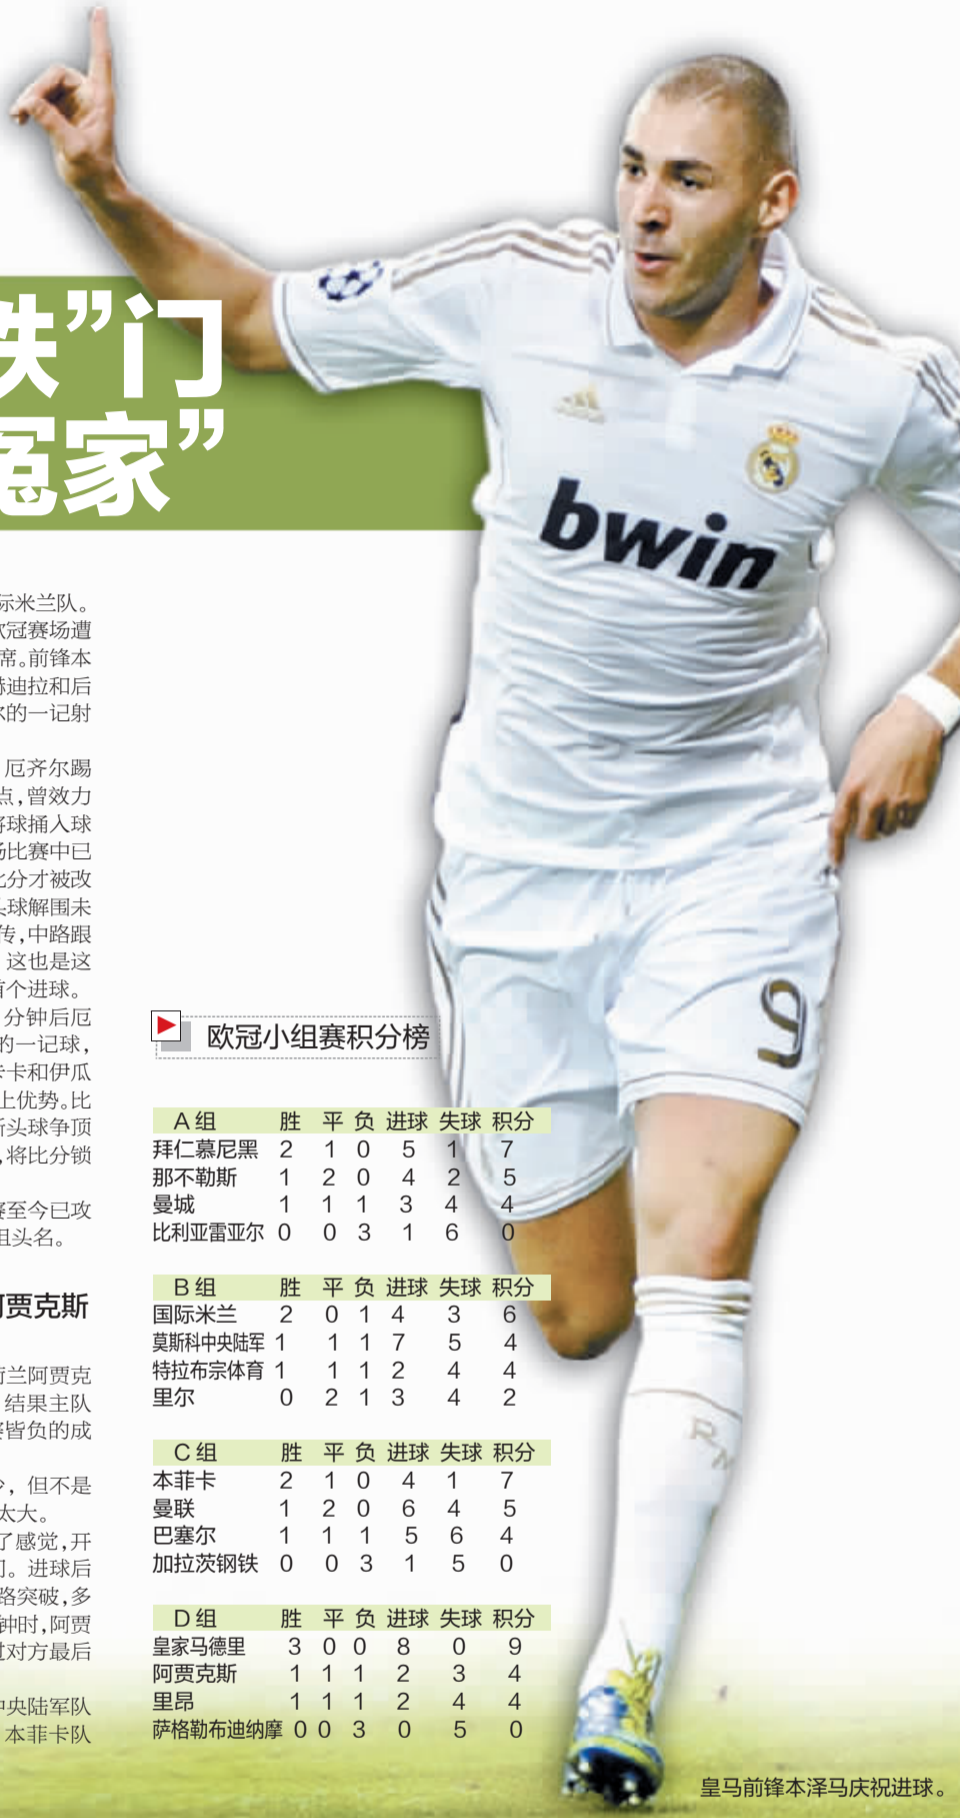 铁”门
冤家”
bwin
9
际米兰队。
欧冠赛场遭
席。前锋本
赫迪拉和后
尔的一记射
厄齐尔踢
点，曾效力
将球捅入球
场比赛中已
比分才被改
头球解围未
传，中路跟
这也是这
首个进球。
分钟后厄
的一记球，
卡卡和伊瓜
上优势。比
斯头球争顶
，将比分锁
赛至今已攻
组头名。
阿贾克斯
荷兰阿贾克
结果主队
赛皆负的成
少，但不是
太大。
了感觉，开
门。进球后
路突破，多
钟时，阿贾
过对方最后
中央陆军队
本菲卡队
欧冠小组赛积分榜
A组 胜 平 负 进球 失球 积分
拜仁慕尼黑 2 1 0 5 1 7
那不勒斯 1 2 0 4 2 5
曼城 1 1 1 3 4 4
比利亚雷亚尔 0 0 3 1 6 0
B组 胜 平 负 进球 失球 积分
国际米兰 2 0 1 4 3 6
莫斯科中央陆军 1 1 1 7 5 4
特拉布宗体育 1 1 1 2 4 4
里尔 0 2 1 3 4 2
C组 胜 平 负 进球 失球 积分
本菲卡 2 1 0 4 1 7
曼联 1 2 0 6 4 5
巴塞尔 1 1 1 5 6 4
加拉茨钢铁 0 0 3 1 5 0
D组 胜 平 负 进球 失球 积分
皇家马德里 3 0 0 8 0 9
阿贾克斯 1 1 1 2 3 4
里昂 1 1 1 2 4 4
萨格勒布迪纳摩 0 0 3 0 5 0
RM
皇马前锋本泽马庆祝进球。